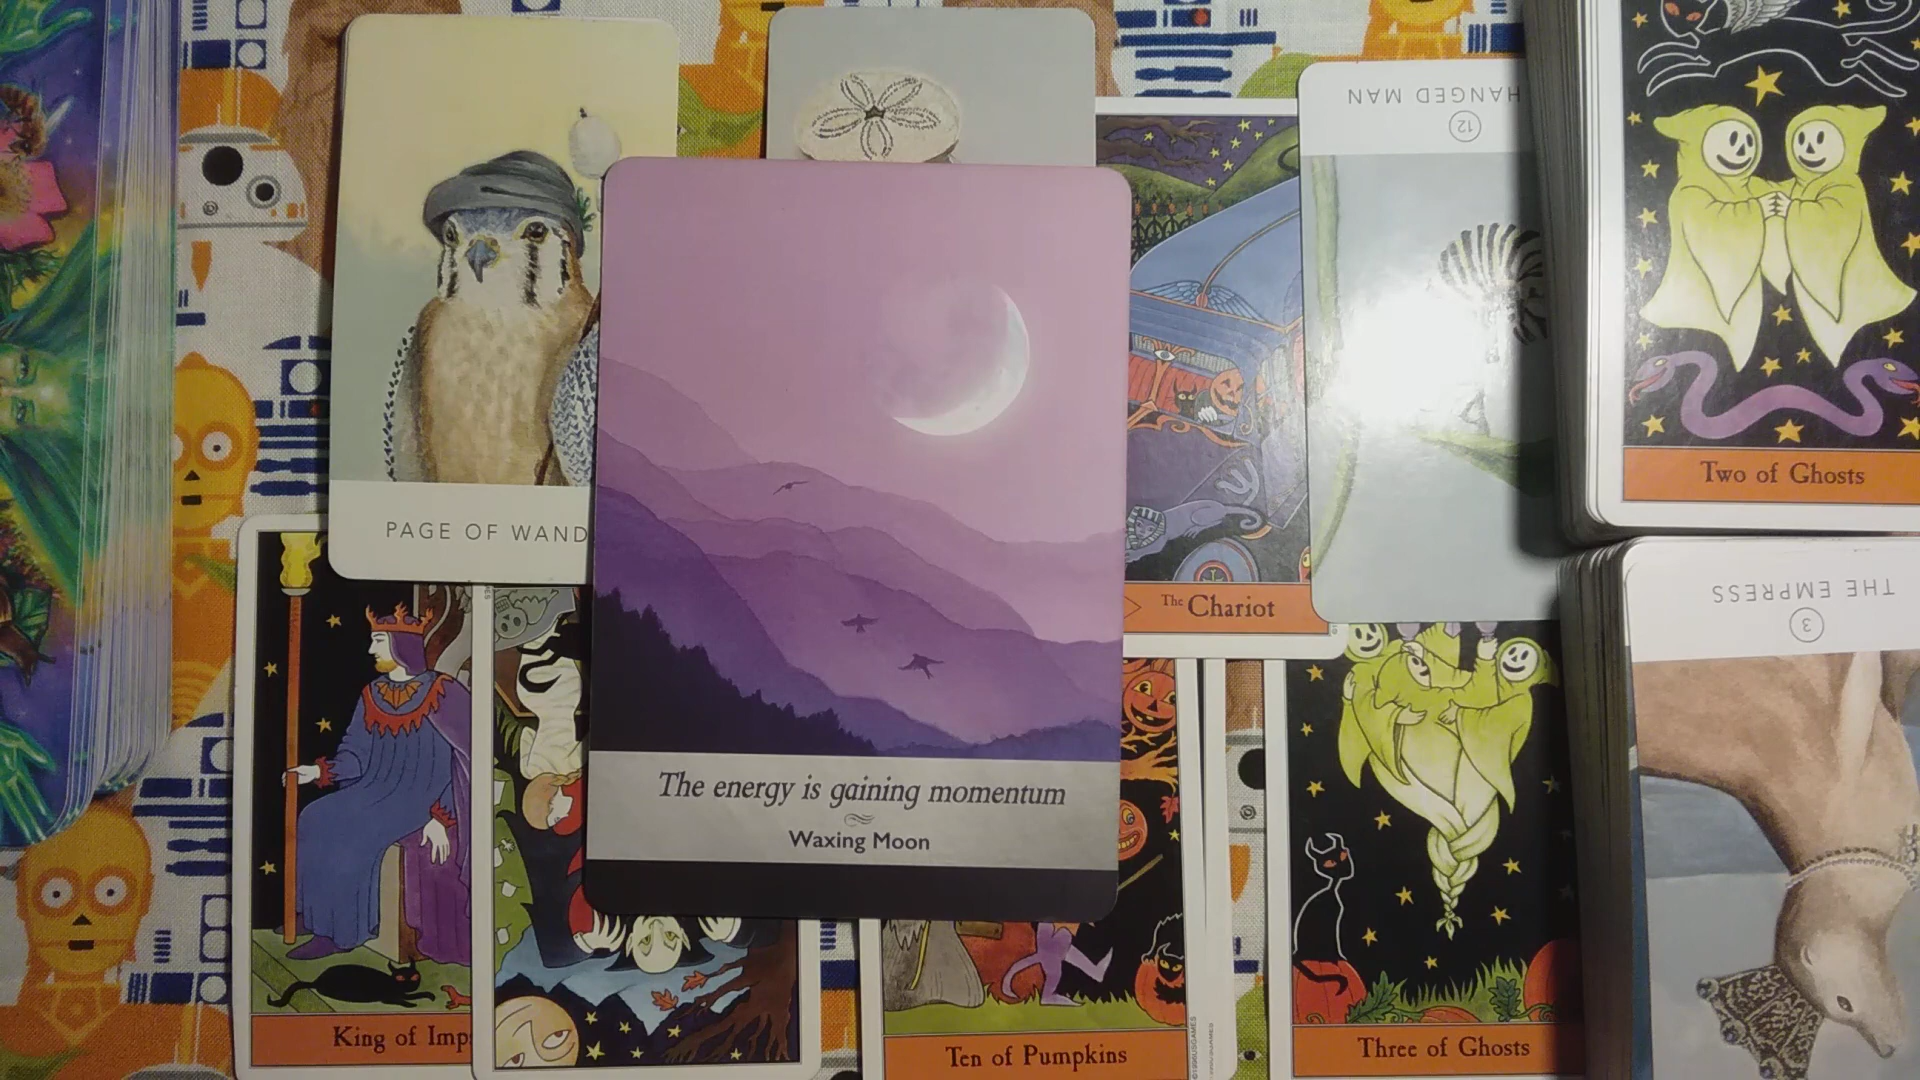 HANGED MAN
12
PAGE OF WAND
Two of Ghosts
The Chariot
THE EMPRESS
3
The energy is gaining momentum
Waxing Moon
King of Imps
Ten of Pumpkins
Three of Ghosts